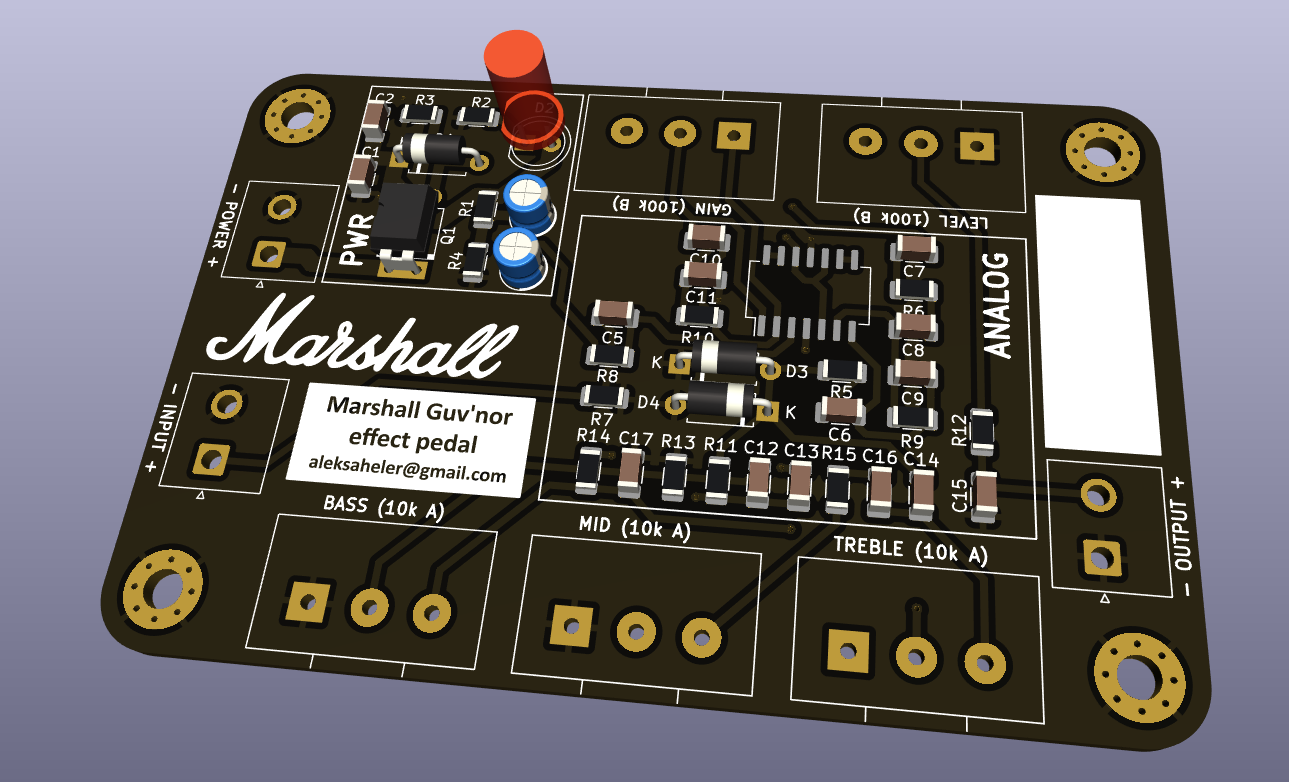 C2
R3
R2
D2
C1
- POWER +
PWR
Q1
R1
R4
GAIN (100k B)
LEVEL (100k B)
C10
C11
R10
C5
R8
R7
K
D3
D4
K
C7
R6
C8
C9
R9
R5
C6
ANALOG
Marshall
Marshall Guv'nor
effect pedal
aleksaheler@gmail.com
- INPUT +
R14
C17
R13
R11
C12
C13
R15
C16
C14
R12
C15
- OUTPUT +
BASS (10k A)
MID (10k A)
TREBLE (10k A)